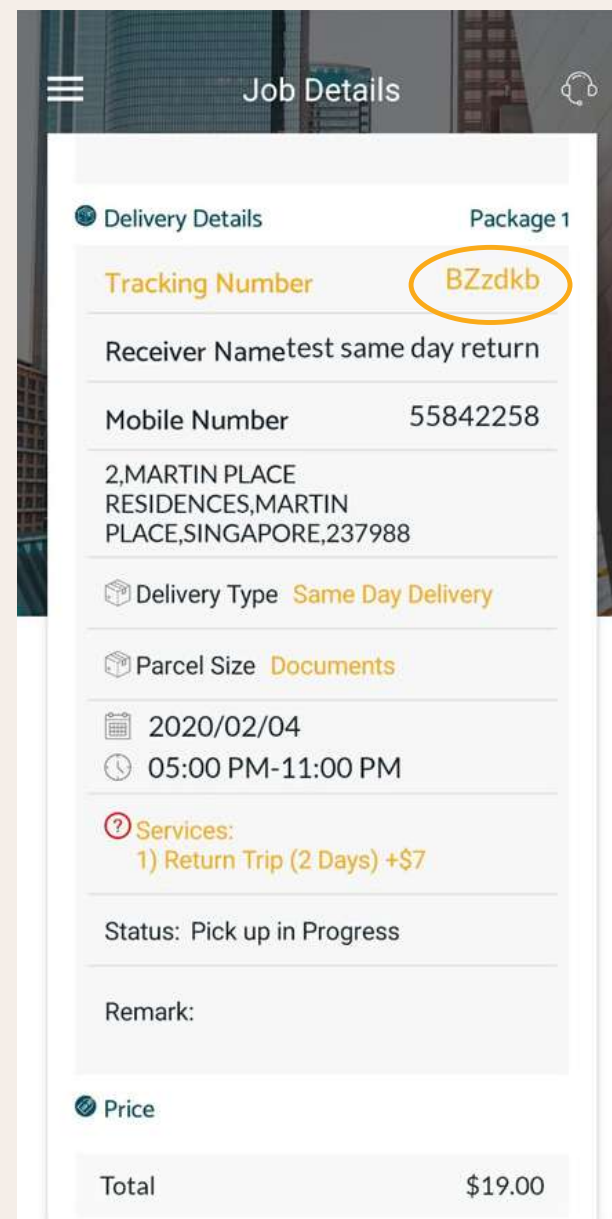 Job Details
Delivery Details Package 1
Tracking Number BZzdkb
Receiver Name test same day return
Mobile Number 55842258
2,MARTIN PLACE
RESIDENCES,MARTIN
PLACE,SINGAPORE,237988
Delivery Type Same Day Delivery
Parcel Size Documents
2020/02/04
05:00 PM-11:00 PM
? Services:
1) Return Trip (2 Days) +$7
Status: Pick up in Progress
Remark:
Price
Total $19.00